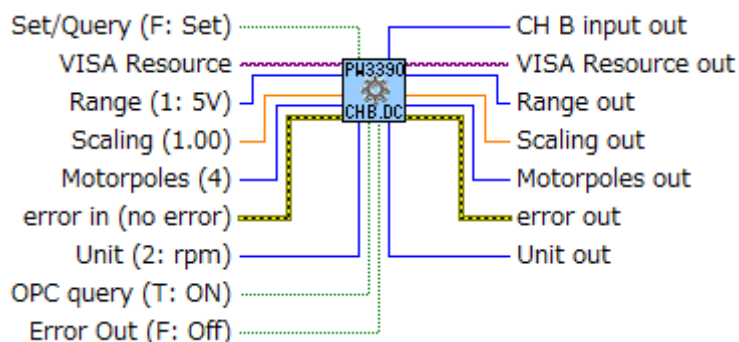 Set/Query (F: Set)
VISA Resource
Range (1: 5V)
Scaling (1.00)
Motorpoles (4)
error in (no error)
Unit (2: rpm)
OPC query (T: ON)
Error Out (F: Off)
PW3390
CHB.DC
CH B input out
VISA Resource out
Range out
Scaling out
Motorpoles out
error out
Unit out